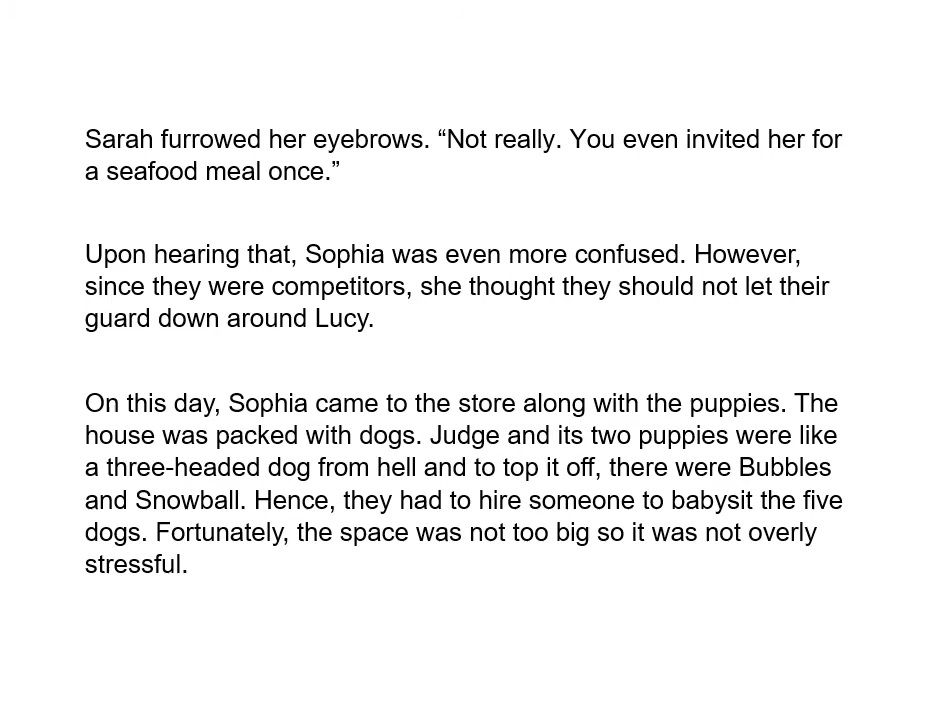 Sarah furrowed her eyebrows. “Not really. You even invited her for
a seafood meal once.”
Upon hearing that, Sophia was even more confused. However,
since they were competitors, she thought they should not let their
guard down around Lucy.
On this day, Sophia came to the store along with the puppies. The
house was packed with dogs. Judge and its two puppies were like
a three-headed dog from hell and to top it off, there were Bubbles
and Snowball. Hence, they had to hire someone to babysit the five
dogs. Fortunately, the space was not too big so it was not overly
stressful.